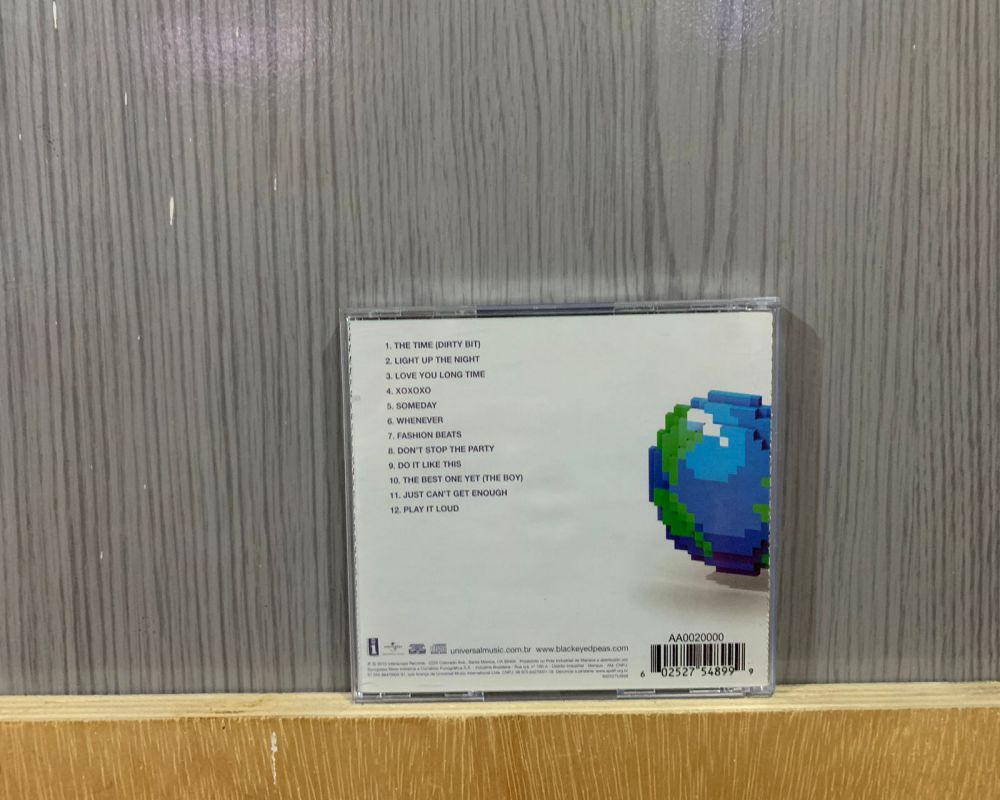 1. THE TIME (DIRTY BIT)
2. LIGHT UP THE NIGHT
3. LOVE YOU LONG TIME
4. XOXOXO
5. SOMEDAY
6. WHENEVER
7. FASHION BEATS
8. DON'T STOP THE PARTY
9. DO IT LIKE THIS
10. THE BEST ONE YET (THE BOY)
11. JUST CAN'T GET ENOUGH
12. PLAY IT LOUD
AA0020000
universalmusic.com.br www.blackeyedpeas.com
6 02527 54899 9